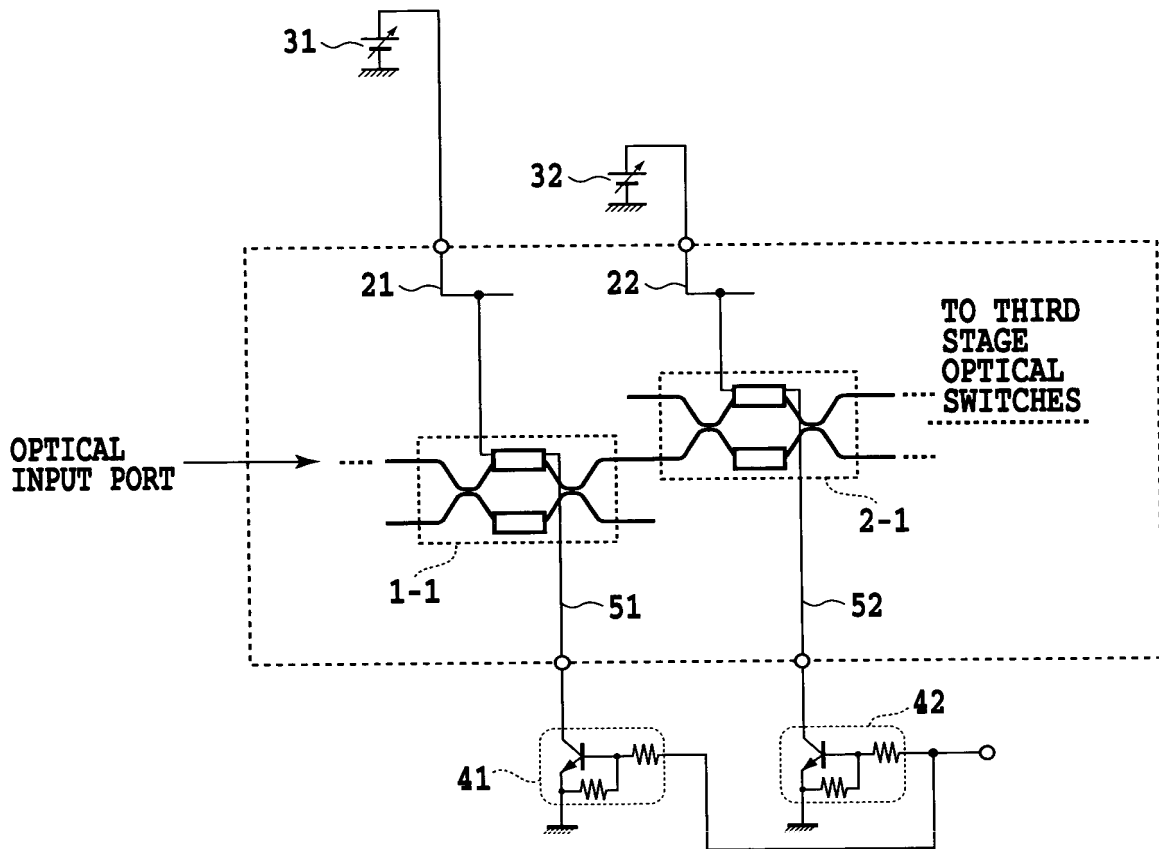 31
32
21
22
TO THIRD
STAGE
OPTICAL
SWITCHES
OPTICAL
INPUT PORT
2-1
1-1
51
52
42
41